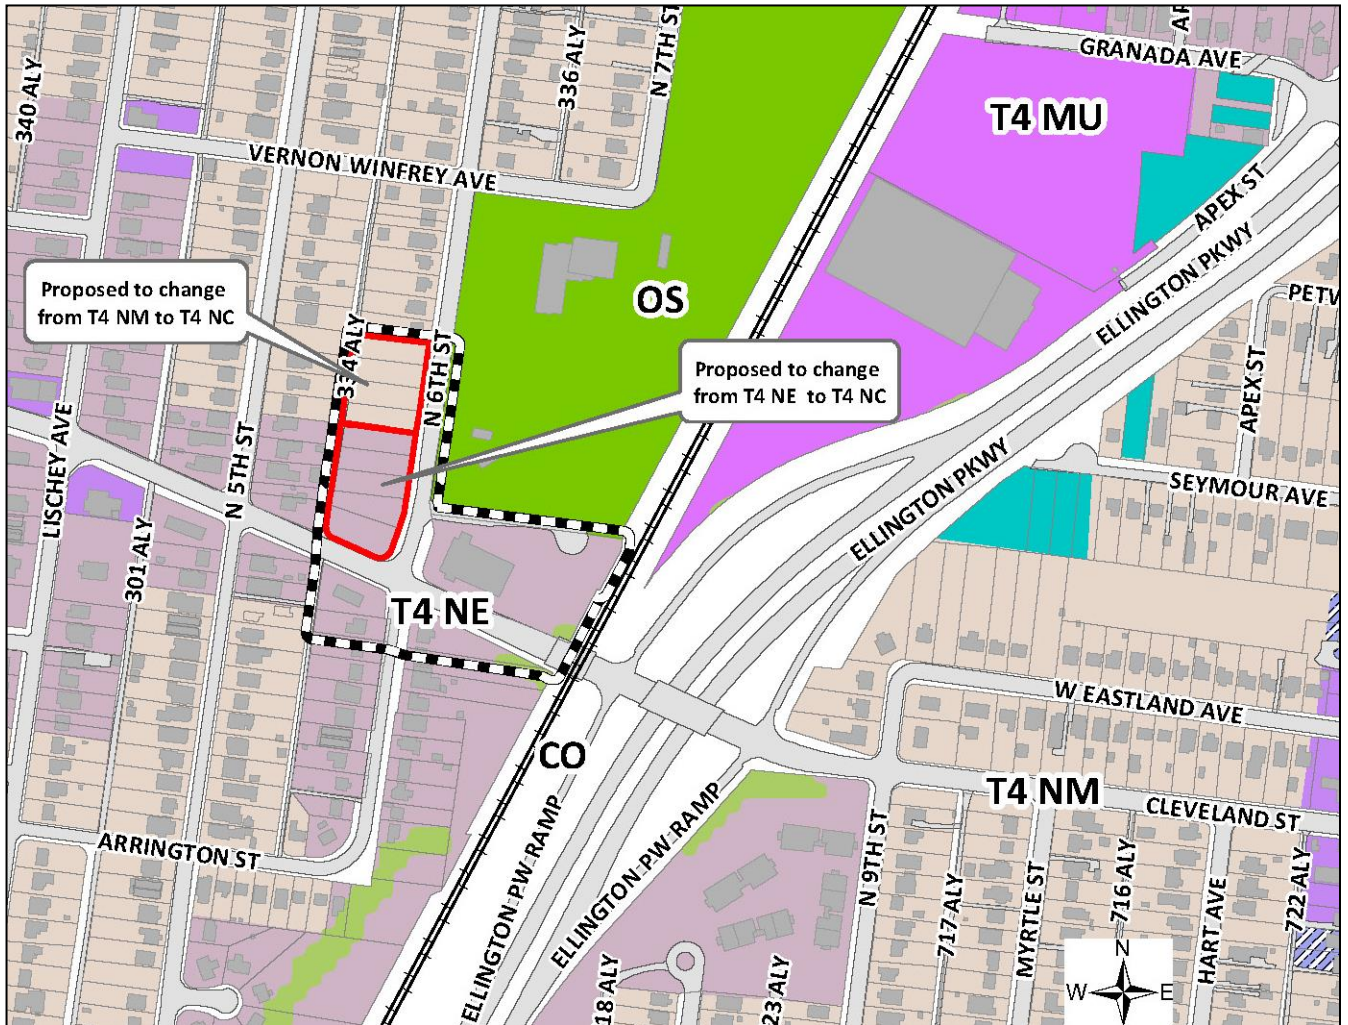 340 ALY
336 ALY
N 7TH ST
GRANADA AVE
T4 MU
VERNON WINFREY AVE
APEX ST
ELLINGTON PKWY
Proposed to change
from T4 NM to T4 NC
OS
334 ALY
N 6TH ST
Proposed to change
from T4 NE to T4 NC
APEX ST
LISCHEY AVE
N 5TH ST
301 ALY
ELLINGTON PKWY
SEYMOUR AVE
T4 NE
W EASTLAND AVE
CO
T4 NM
CLEVELAND ST
ARRINGTON ST
ELLINGTON PW RAMP
ELLINGTON PW RAMP
N 9TH ST
717 ALY
MYRTLE ST
716 ALY
HART AVE
722 ALY
18 ALY
23 ALY
N
W E